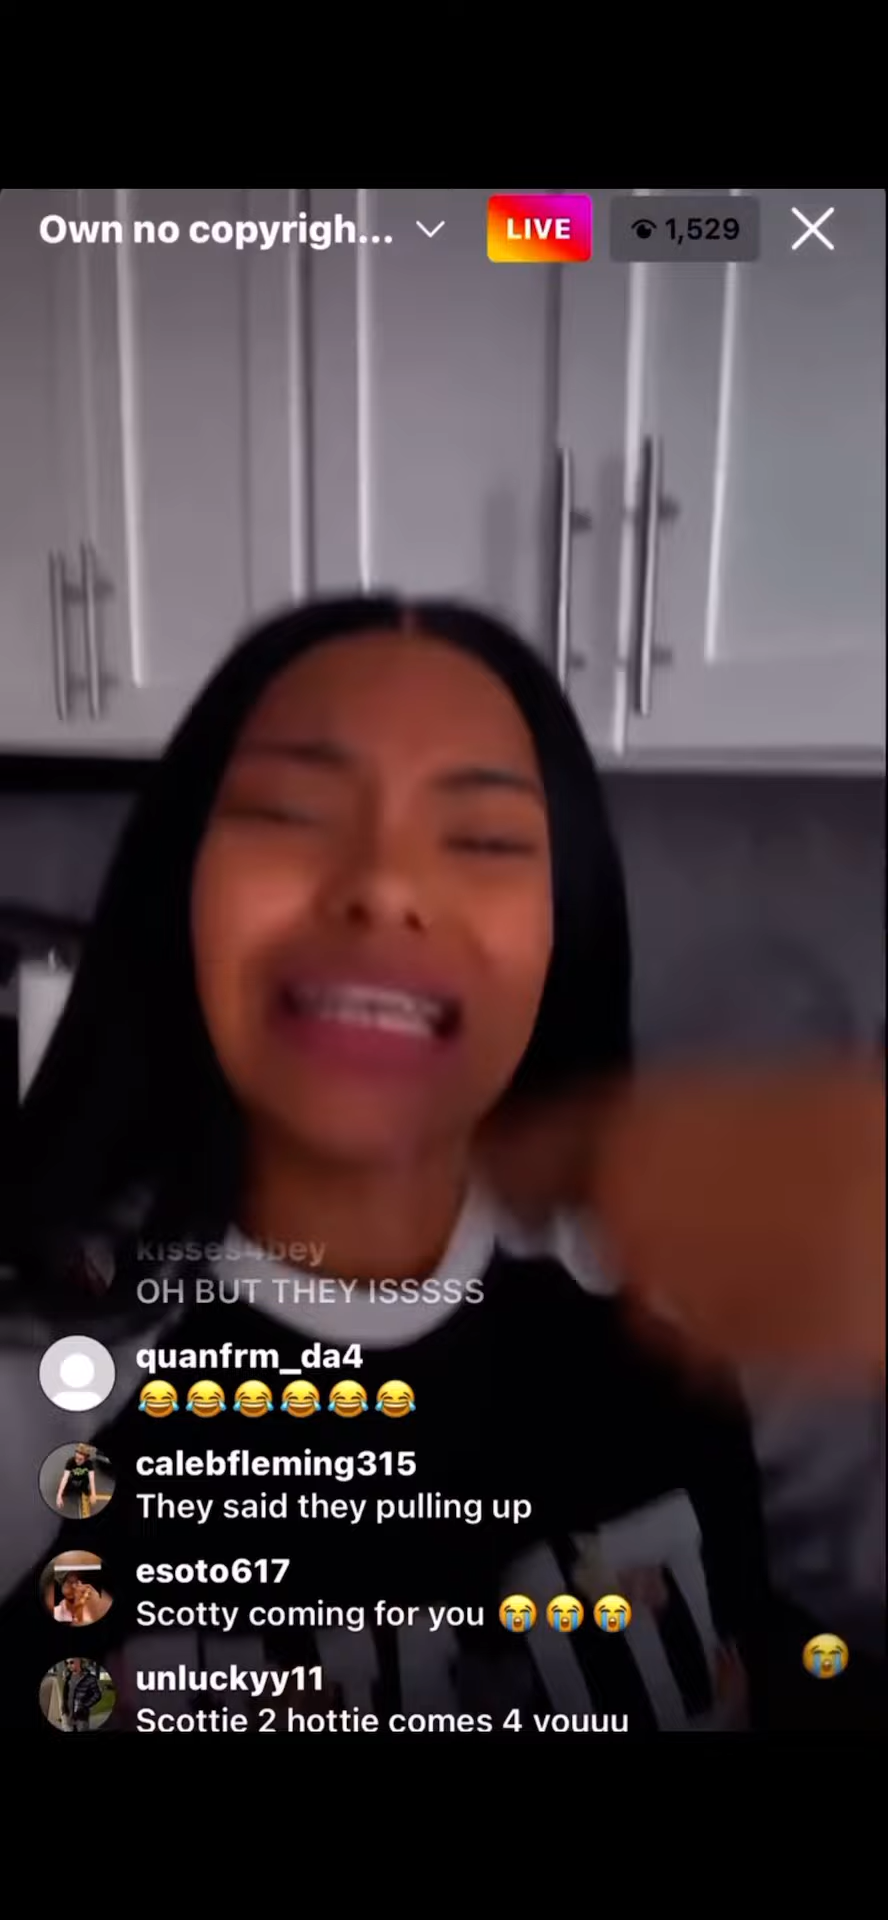 Own no copyrigh...
LIVE
1,529
kisses4bey
OH BUT THEY ISSSSS
quanfrm_da4
😂😂😂😂😂😂
calebfleming315
They said they pulling up
esoto617
Scotty coming for you 😭😭😭
😭
unluckyy11
Scottie 2 hottie comes 4 youuu